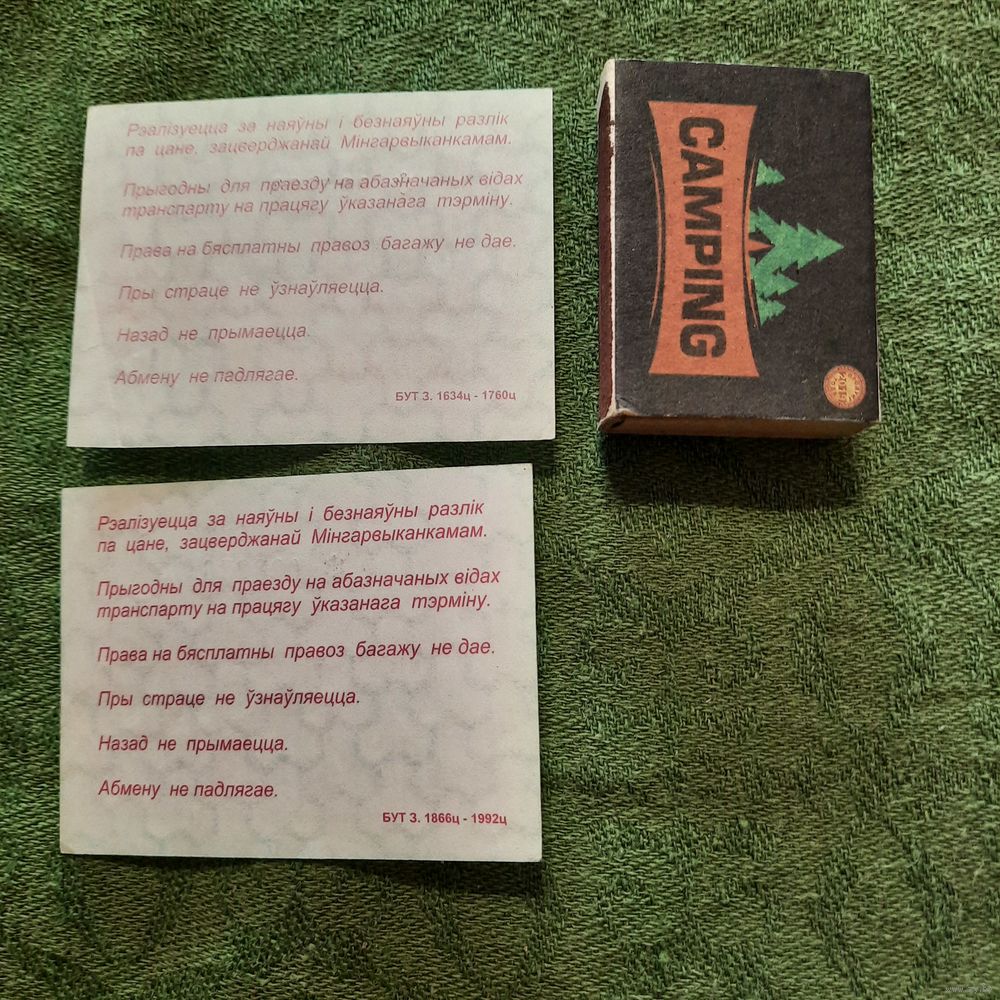 Рэалізуецца за наяўны і безнаяўны разлік
па цане, зацверджанай Мінгарвыканкамам.
Прыгодны для праезду на абазначаных відах
транспарту на працягу ўказанага тэрміну.
Права на бясплатны правоз багажу не дае.
Пры страце не ўзнаўляецца.
Назад не прымаецца.
Абмену не падлягае.
БУТ З. 1634ц - 1760ц
CAMPING
Рэалізуецца за наяўны і безнаяўны разлік
па цане, зацверджанай Мінгарвыканкамам.
Прыгодны для праезду на абазначаных відах
транспарту на працягу ўказанага тэрміну.
Права на бясплатны правоз багажу не дае.
Пры страце не ўзнаўляецца.
Назад не прымаецца.
Абмену не падлягае.
БУТ З. 1866ц - 1992ц